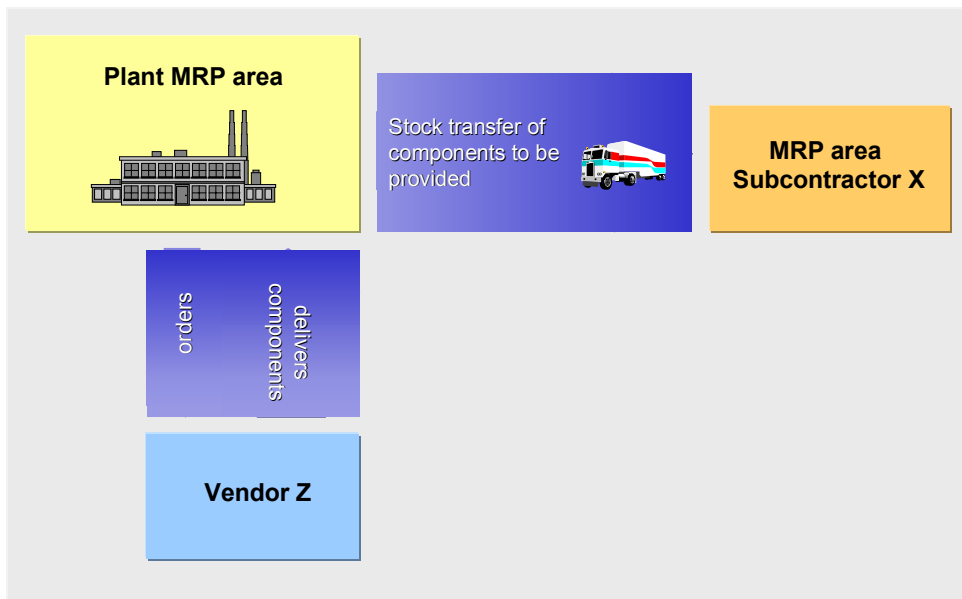 Plant MRP area
Stock transfer of
components to be
provided
MRP area
Subcontractor X
orders
delivers
components
Vendor Z